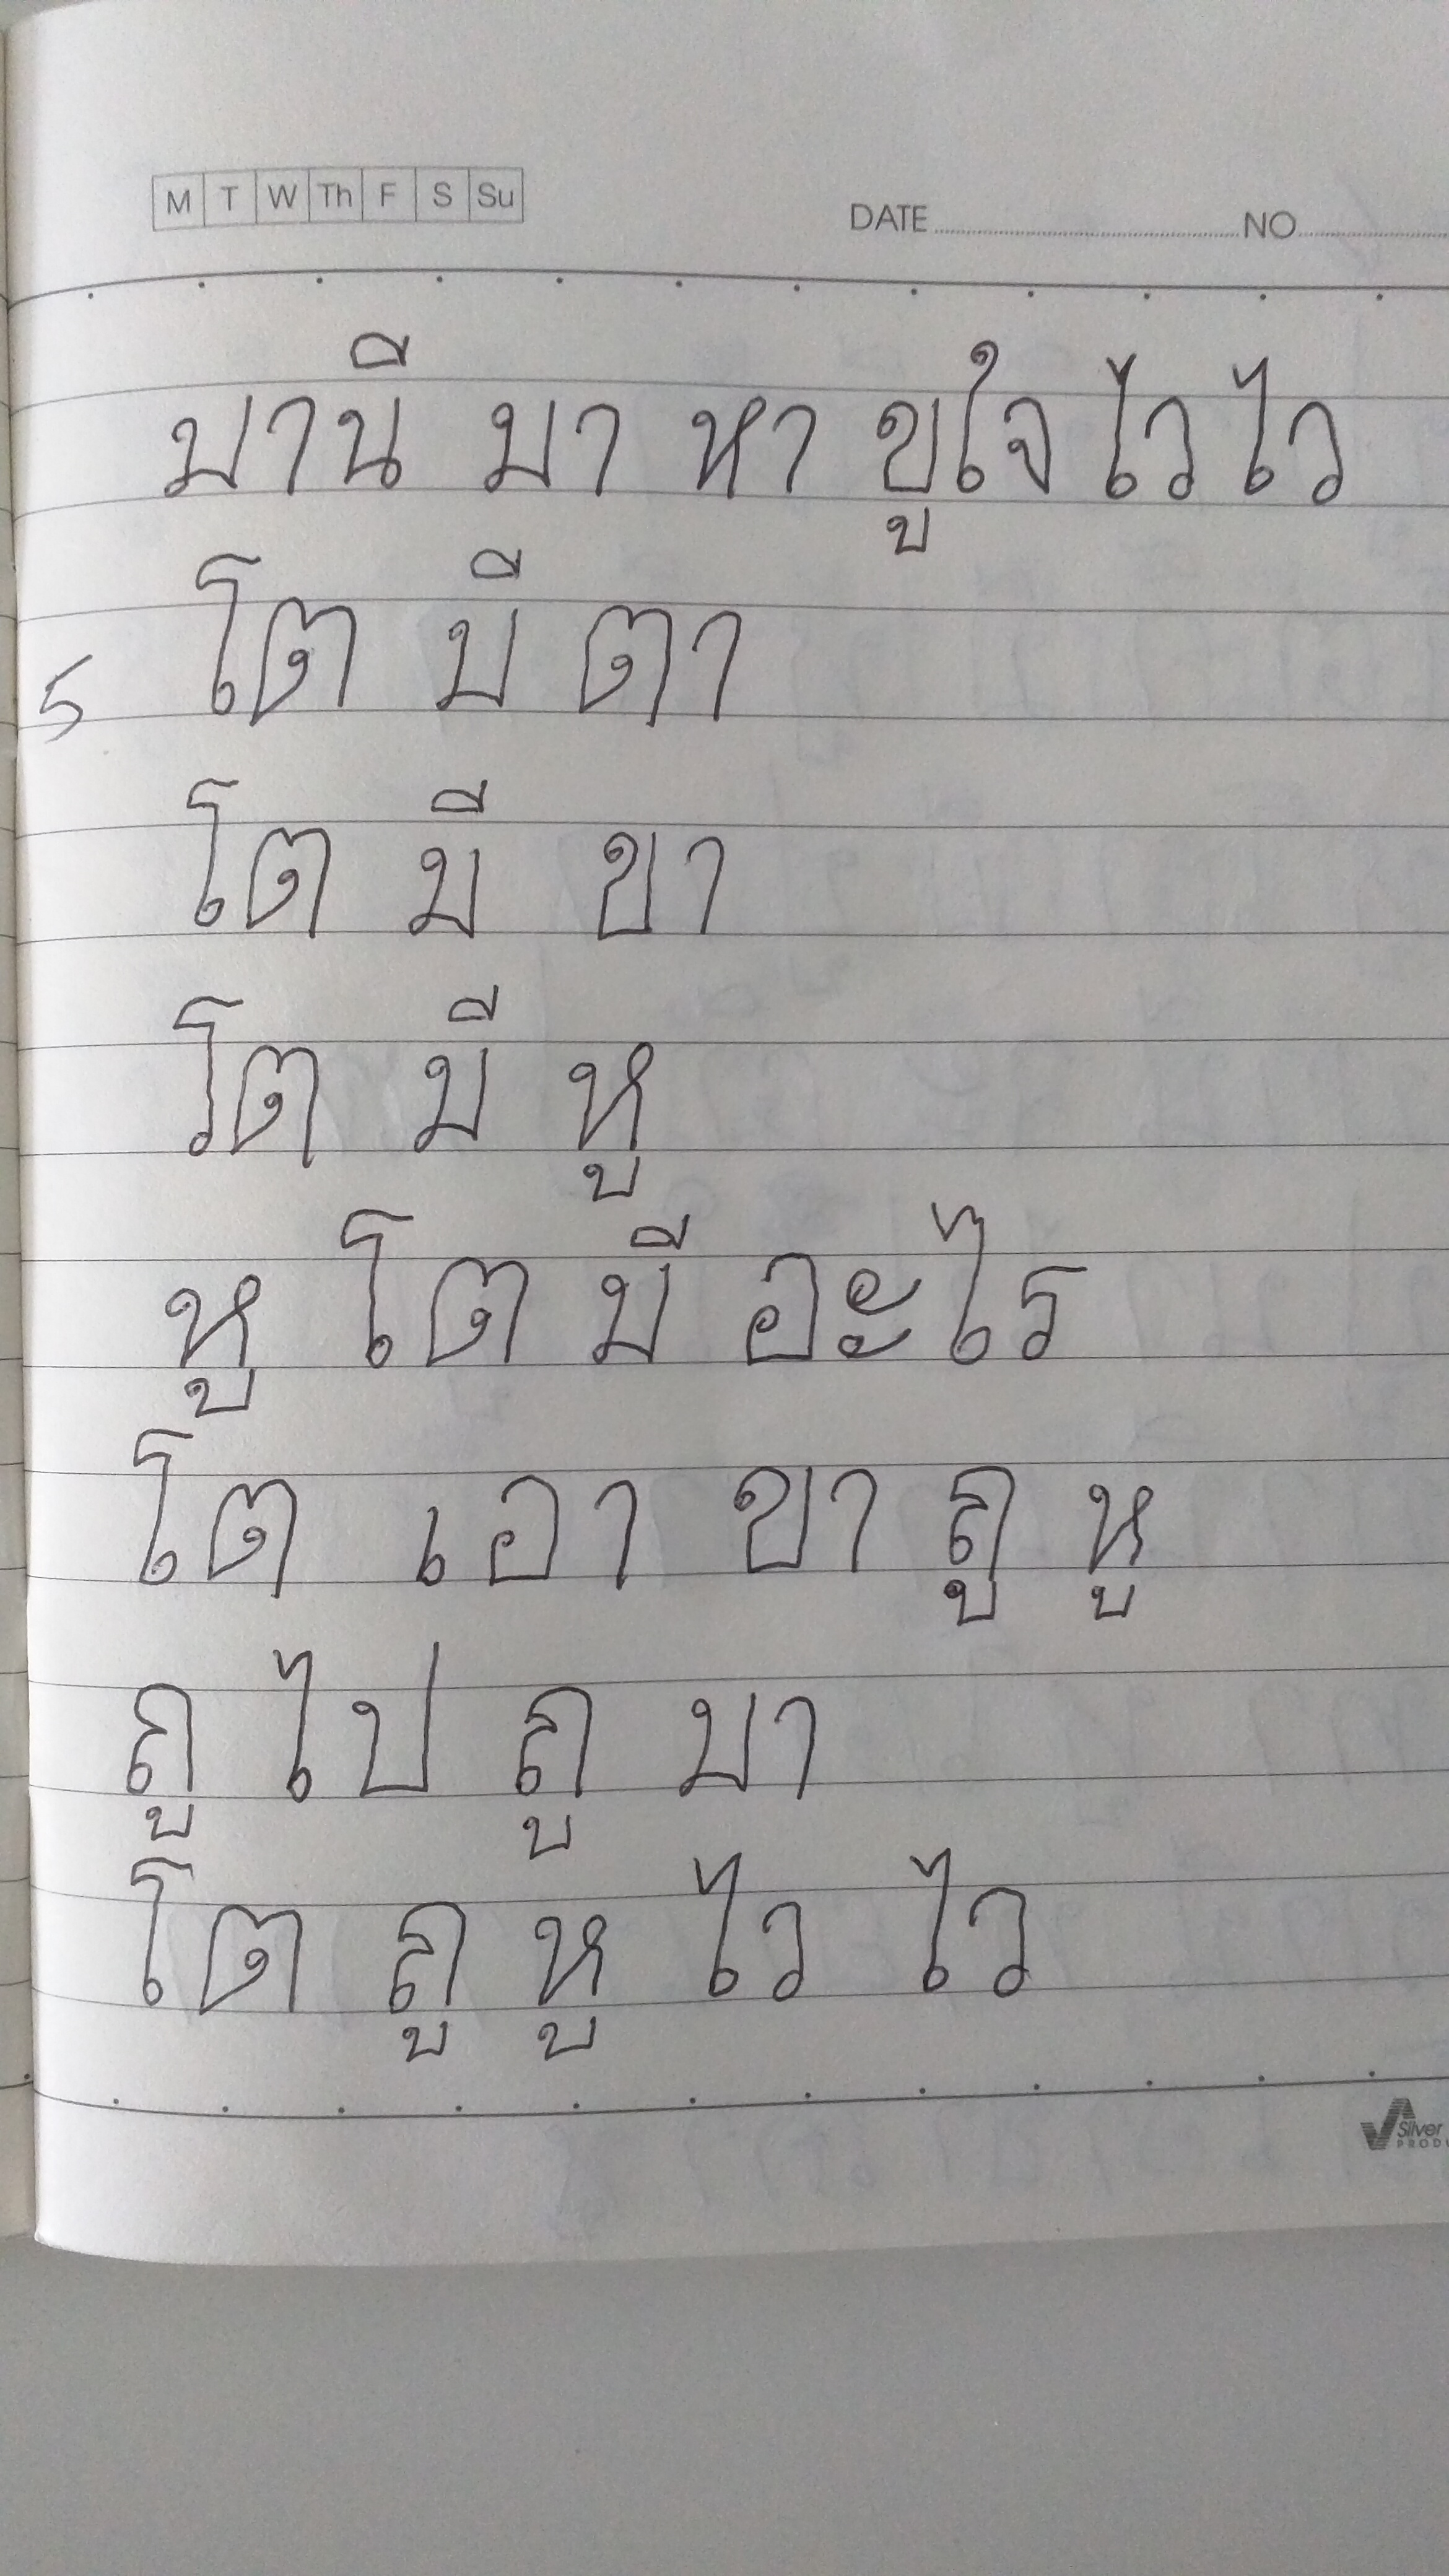 M T W Th F S Su
DATE NO
มานี มา หา ขูใจ ไว ไว
5 โต มี ตา
โต มี ขา
โต มี หู
หู โต มี อะไร
โต เอา ขา ถู หู
ถู ไป ถู มา
โต ถู หู ไว ไว
Silver